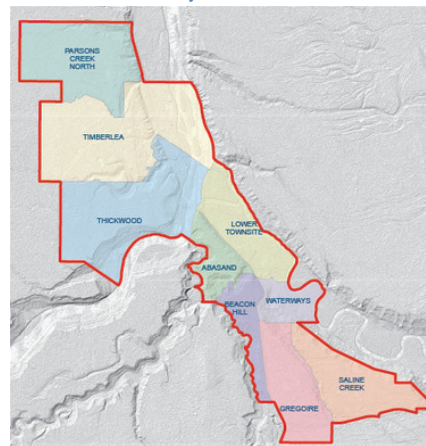 PARSONS
CREEK
NORTH
TIMBERLEA
THICKWOOD
LOWER
TOWNSITE
ABASAND
BEACON
HILL
WATERWAYS
SALINE
CREEK
GREGOIRE